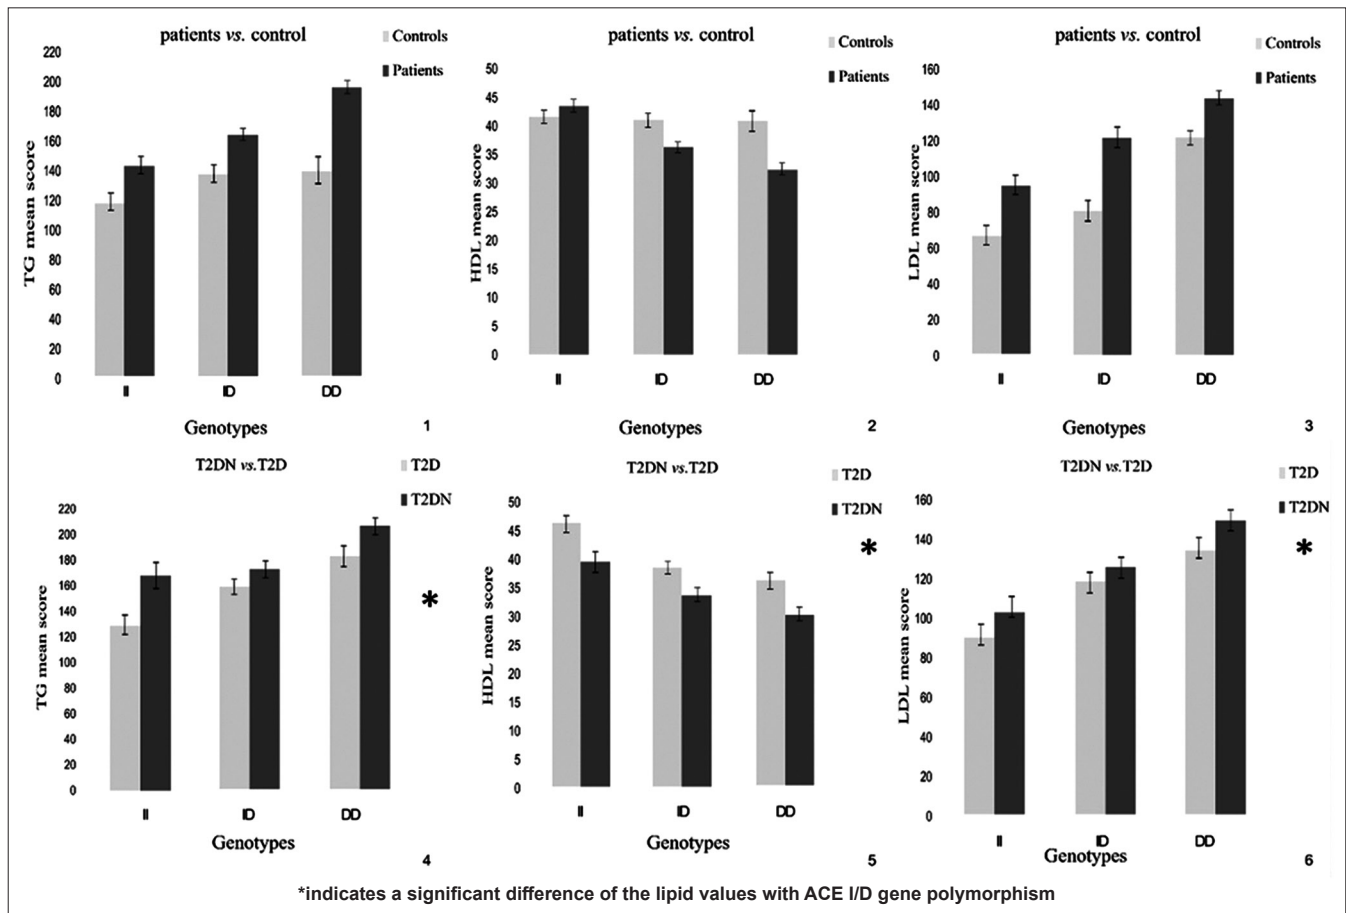 patients vs. control
Controls
Patients
TG mean score
220
200
180
160
140
120
100
80
60
40
20
0
II ID DD
Genotypes
1
patients vs. control
Controls
Patients
HDL mean score
50
45
40
35
30
25
20
15
10
5
0
II ID DD
Genotypes
2
patients vs. control
Controls
Patients
LDL mean score
160
140
120
100
80
60
40
20
0
II ID DD
Genotypes
3
T2DN vs.T2D
T2D
T2DN
*
TG mean score
220
200
180
160
140
120
100
80
60
40
20
0
II ID DD
Genotypes
4
T2DN vs.T2D
T2D
T2DN
*
HDL mean score
50
45
40
35
30
25
20
15
10
5
0
II ID DD
Genotypes
5
T2DN vs.T2D
T2D
T2DN
*
LDL mean score
160
140
120
100
80
60
40
20
0
II ID DD
Genotypes
6
*indicates a significant difference of the lipid values with ACE I/D gene polymorphism